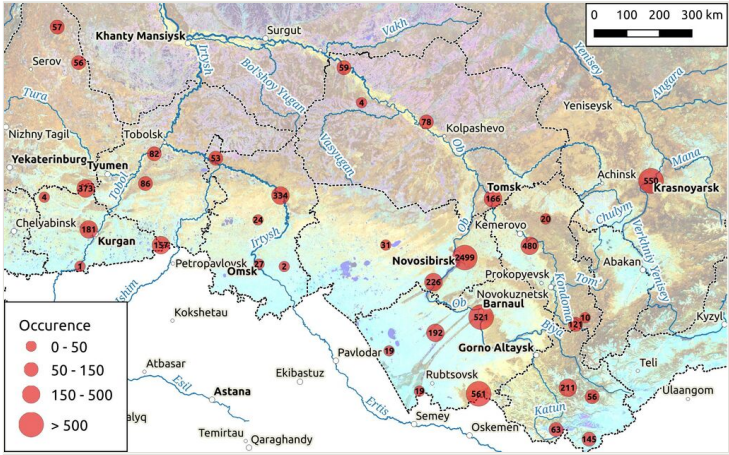 57
Khanty Mansiysk
Surgut
Vakh
0 100 200 300 km
Serov
56
Irtysh
Bol'shoy Yugan
59
Yenisey
Angara
4
Tura
78
Yeniseysk
Nizhny Tagil
Tobolsk
Vasyugan
Kolpashevo
Ob
Yekaterinburg
Tyumen
82
53
Mana
Achinsk
550
Krasnoyarsk
Tobol
86
373
4
334
Tomsk
166
Chulym
Chelyabinsk
181
24
20
Kurgan
157
Irtysh
31
Ob
Kemerovo
480
Verkhniy Yenisey
1
Petropavlovsk
27
2
Omsk
Novosibirsk
2499
Abakan
226
Prokopyevsk
Tom'
Ishim
Ob
Novokuznetsk
Barnaul
Kondoma
Kokshetau
521
10
121
Kyzyl
192
Biya
Occurence
0 - 50
50 - 150
150 - 500
> 500
Pavlodar
19
Gorno Altaysk
Atbasar
Teli
Esil
Ekibastuz
Rubtsovsk
19
561
211
56
Ulaangom
Astana
Ertis
Katun
alyq
Semey
63
145
Temirtau
Oskemen
Qaraghandy